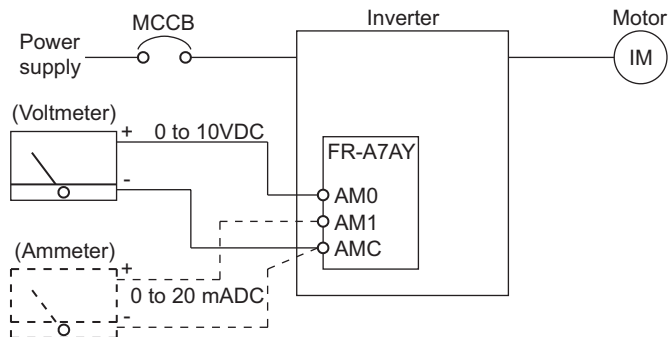 Inverter
Motor
MCCB
Power
supply
IM
(Voltmeter)
+
0 to 10VDC
-
FR-A7AY
AM0
AM1
AMC
(Ammeter)
+
0 to 20 mADC
-